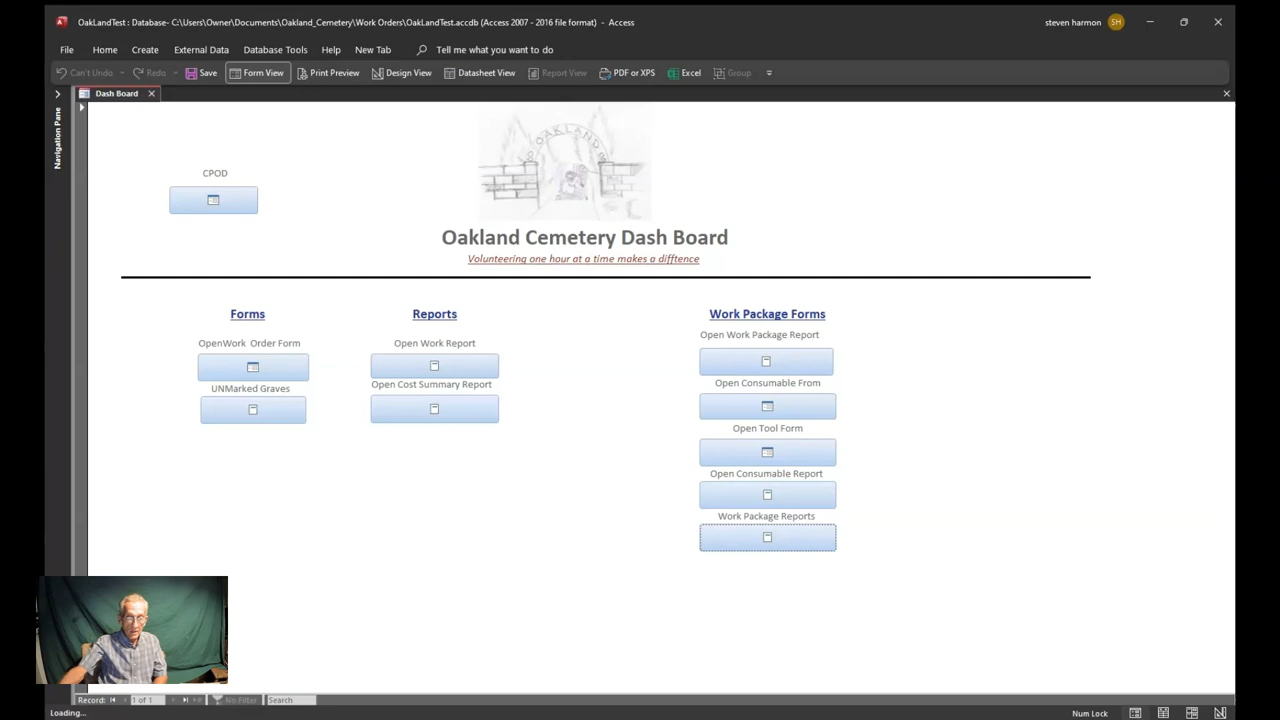 OakLandTest : Database- C:\Users\Owner\Documents\Oakland_Cemetery\Work Orders\OakLandTest.accdb (Access 2007 - 2016 file format) - Access
steven harmon SH
File Home Create External Data Database Tools Help New Tab Tell me what you want to do
Can't Undo Redo Save Form View Print Preview Design View Datasheet View Report View PDF or XPS Excel Group
Dash Board
Navigation Pane
OAKLAND
CPOD
Oakland Cemetery Dash Board
Volunteering one hour at a time makes a difftence
Forms Reports Work Package Forms
Open Work Package Report
OpenWork Order Form Open Work Report
Open Consumable From
UNMarked Graves Open Cost Summary Report
Open Tool Form
Open Consumable Report
Work Package Reports
Record: 1 of 1 No Filter Search
Loading... Num Lock